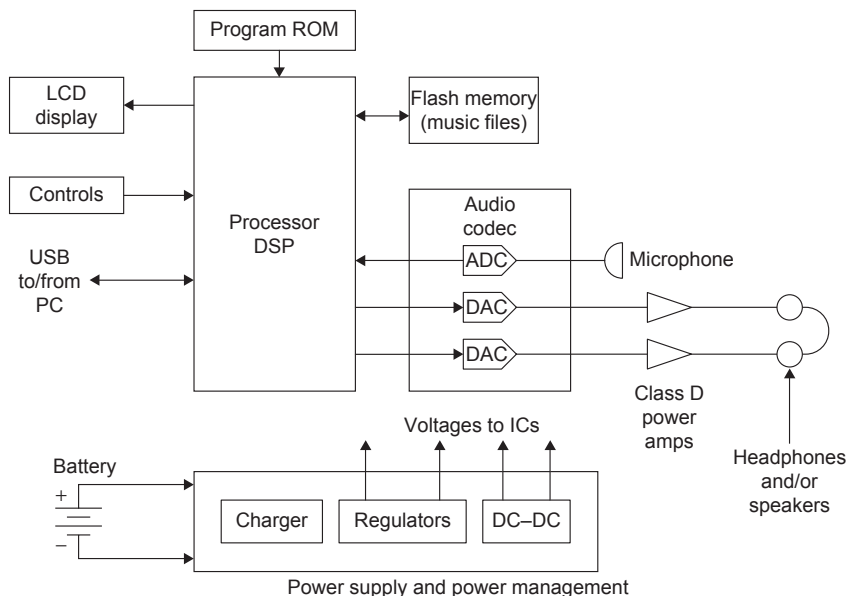 Program ROM
LCD
display
Flash memory
(music files)
Controls
Processor
DSP
Audio
codec
USB
to/from
PC
ADC
Microphone
DAC
DAC
Class D
power
amps
Voltages to ICs
Headphones
and/or
speakers
Battery
+
–
Charger
Regulators
DC–DC
Power supply and power management